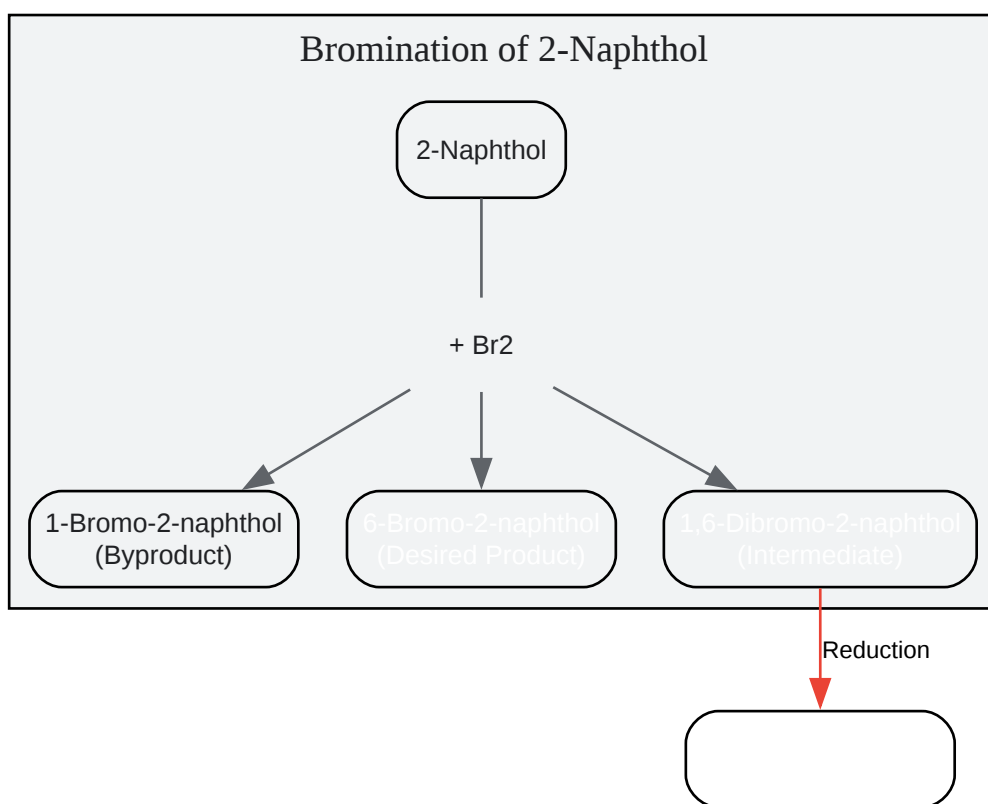 Bromination of 2-Naphthol
2-Naphthol
+ Br2
1-Bromo-2-naphthol
(Byproduct)
6-Bromo-2-naphthol
(Desired Product)
1,6-Dibromo-2-naphthol
(Intermediate)
Reduction